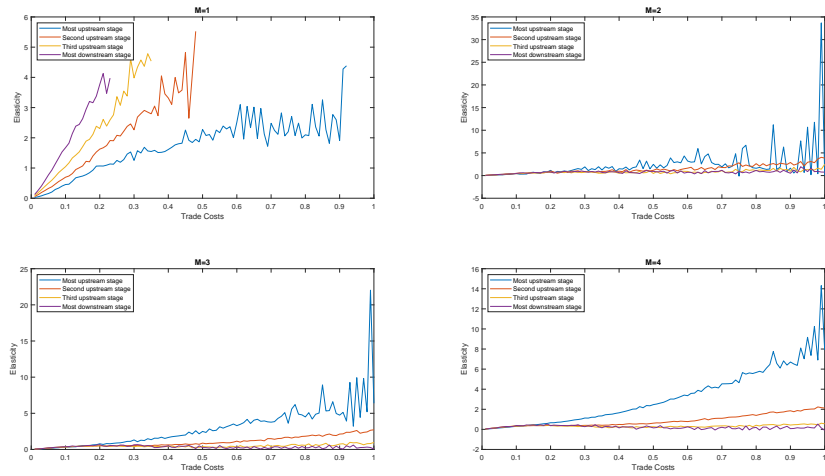 M=1
6
5
4
3
2
1
0
Elasticity
0 0.1 0.2 0.3 0.4 0.5 0.6 0.7 0.8 0.9 1
Trade Costs
Most upstream stage
Second upstream stage
Third upstream stage
Most downstream stage
M=2
35
30
25
20
15
10
5
0
-5
Elasticity
0 0.1 0.2 0.3 0.4 0.5 0.6 0.7 0.8 0.9 1
Trade Costs
Most upstream stage
Second upstream stage
Third upstream stage
Most downstream stage
M=3
25
20
15
10
5
0
Elasticity
0 0.1 0.2 0.3 0.4 0.5 0.6 0.7 0.8 0.9 1
Trade Costs
Most upstream stage
Second upstream stage
Third upstream stage
Most downstream stage
M=4
16
14
12
10
8
6
4
2
0
-2
Elasticity
0 0.1 0.2 0.3 0.4 0.5 0.6 0.7 0.8 0.9 1
Trade Costs
Most upstream stage
Second upstream stage
Third upstream stage
Most downstream stage